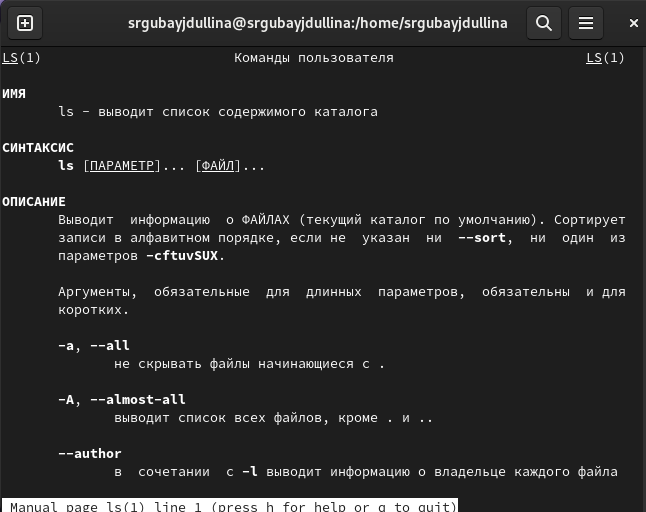 srgubayjdullina@srgubayjdullina:/home/srgubayjdullina
LS(1) Команды пользователя LS(1)
ИМЯ
ls - выводит список содержимого каталога
СИНТАКСИС
ls [ПАРАМЕТР]... [ФАЙЛ]...
ОПИСАНИЕ
Выводит информацию о ФАЙЛАХ (текущий каталог по умолчанию). Сортирует
записи в алфавитном порядке, если не указан ни --sort, ни один из
параметров -cftuvSUX.
Аргументы, обязательные для длинных параметров, обязательны и для
коротких.
-a, --all
не скрывать файлы начинающиеся с .
-A, --almost-all
выводит список всех файлов, кроме . и ..
--author
в сочетании с -l выводит информацию о владельце каждого файла
Manual page ls(1) line 1 (press h for help or q to quit)